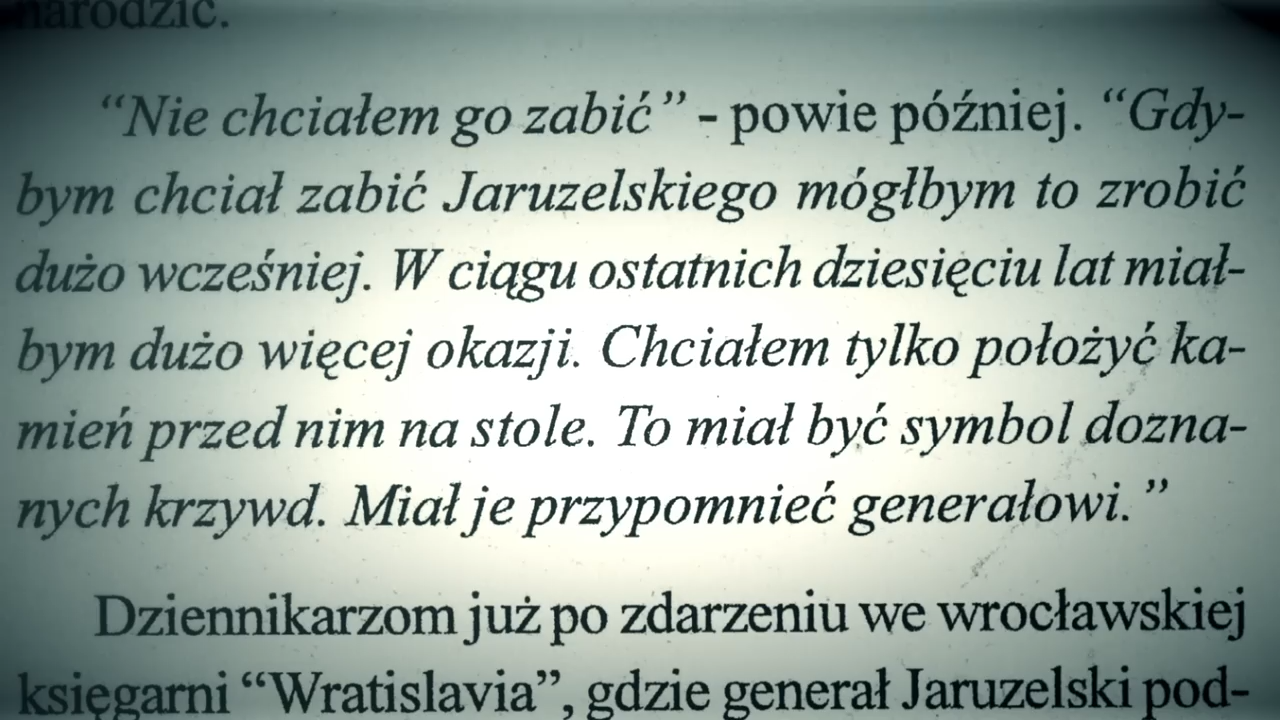 narodzić.
“Nie chciałem go zabić” - powie później. “Gdy-
bym chciał zabić Jaruzelskiego mógłbym to zrobić
dużo wcześniej. W ciągu ostatnich dziesięciu lat miał-
bym dużo więcej okazji. Chciałem tylko położyć ka-
mień przed nim na stole. To miał być symbol dozna-
nych krzywd. Miał je przypomnieć generałowi.”
Dziennikarzom już po zdarzeniu we wrocławskiej
księgarni “Wratislavia”, gdzie generał Jaruzelski pod-